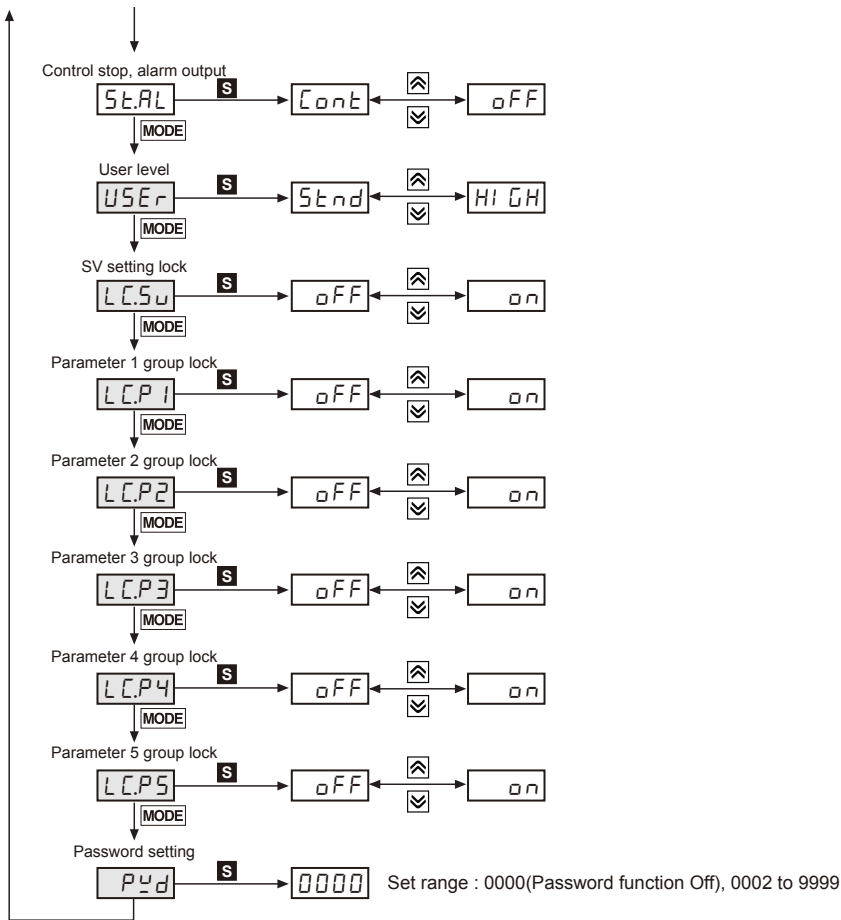 Control stop, alarm output
St.AL S Cont oFF
MODE
User level
USEr S Stnd HIGH
MODE
SV setting lock
LC.Sv S oFF on
MODE
Parameter 1 group lock
LC.P1 S oFF on
MODE
Parameter 2 group lock
LC.P2 S oFF on
MODE
Parameter 3 group lock
LC.P3 S oFF on
MODE
Parameter 4 group lock
LC.P4 S oFF on
MODE
Parameter 5 group lock
LC.P5 S oFF on
MODE
Password setting
PWd S 0000 Set range : 0000(Password function Off), 0002 to 9999